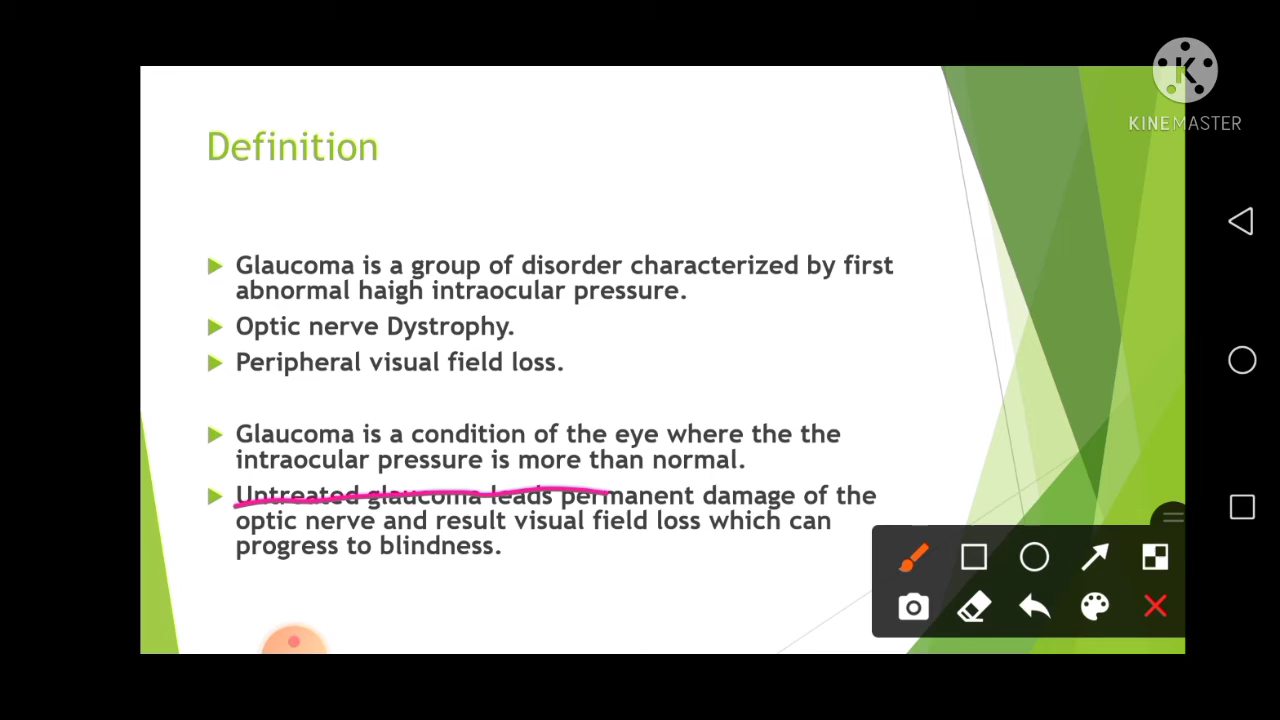 KINEMASTER
Definition
Glaucoma is a group of disorder characterized by first
abnormal haigh intraocular pressure.
Optic nerve Dystrophy.
Peripheral visual field loss.
Glaucoma is a condition of the eye where the the
intraocular pressure is more than normal.
Untreated glaucoma leads permanent damage of the
optic nerve and result visual field loss which can
progress to blindness.